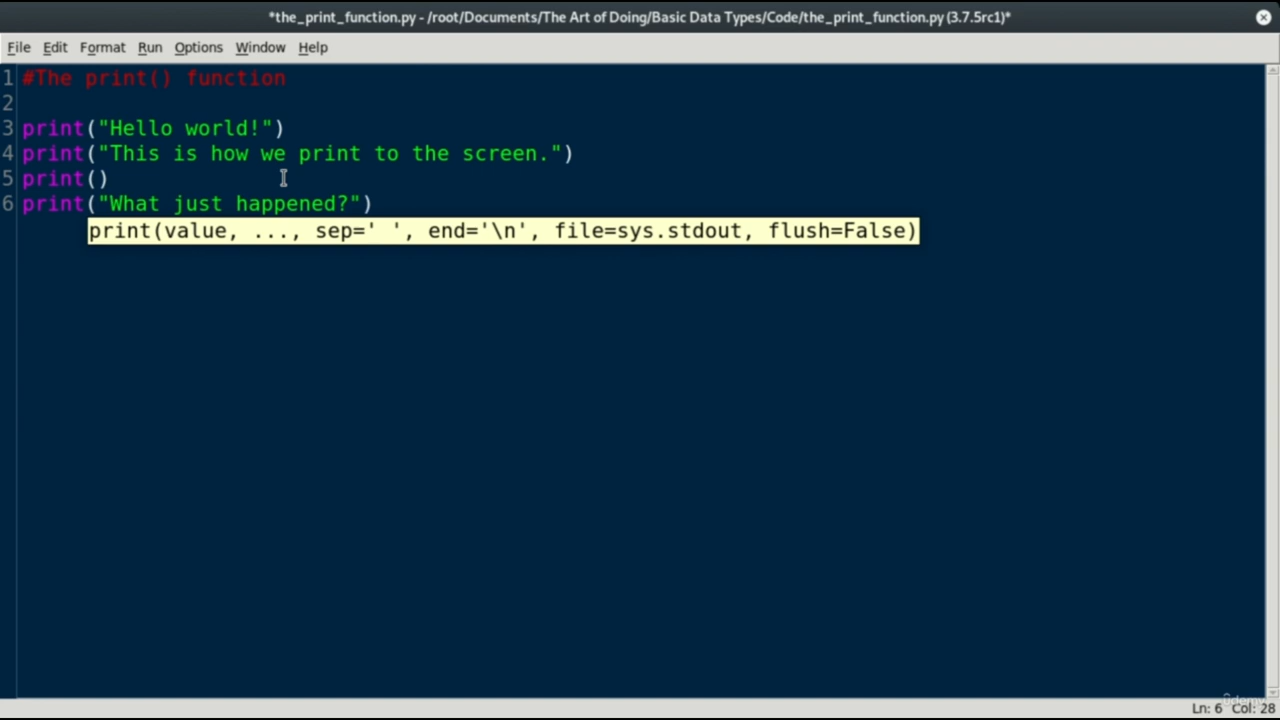 *the_print_function.py - /root/Documents/The Art of Doing/Basic Data Types/Code/the_print_function.py (3.7.5rc1)*
File Edit Format Run Options Window Help
1 #The print() function
2
3 print("Hello world!")
4 print("This is how we print to the screen.")
5 print()
6 print("What just happened?")
print(value, ..., sep=' ', end='\n', file=sys.stdout, flush=False)
ûdemy
Ln: 6 Col: 28